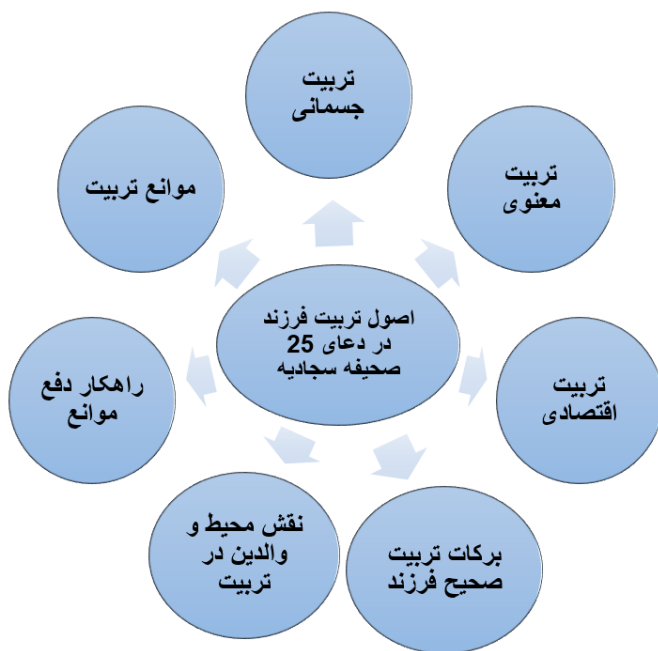 تربیت
جسمانی
تربیت
معنوی
موانع تربیت
اصول تربیت فرزند
در دعای 25
صحیفه سجادیه
تربیت
اقتصادی
راهکار دفع
موانع
نقش محیط و
والدین در
تربیت
برکات تربیت
صحیح فرزند